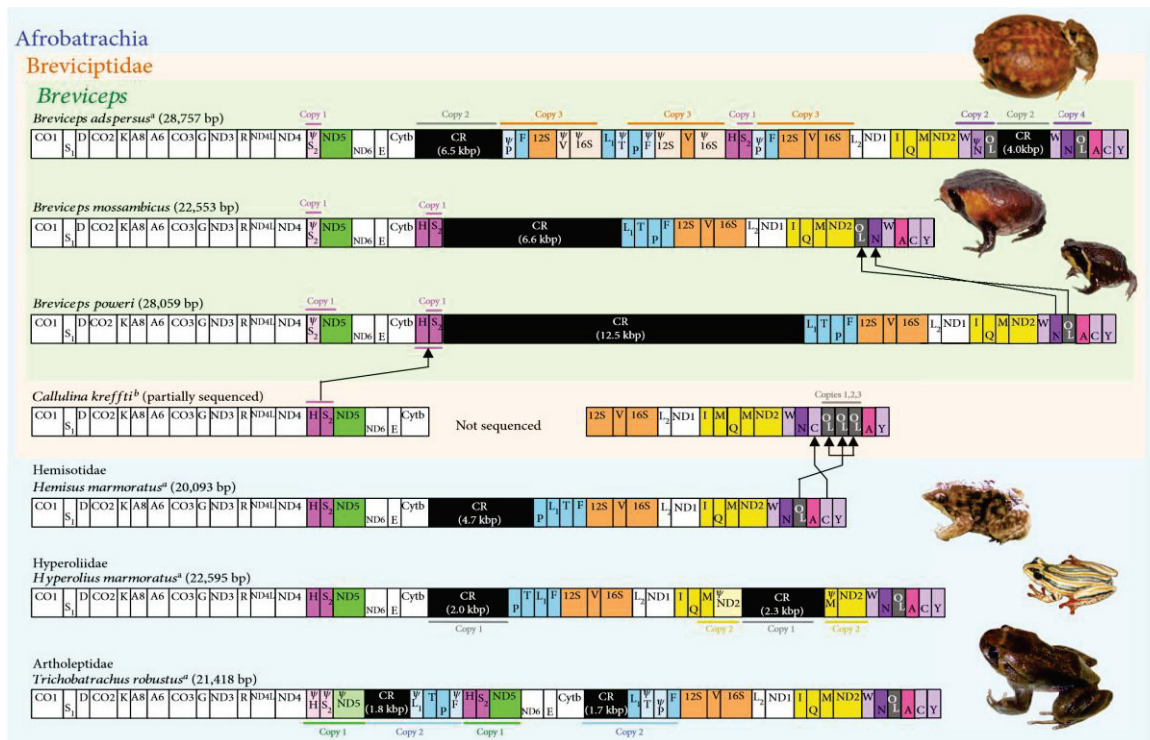 Afrobatrachia
Breviciptidae
Breviceps
Breviceps adspersusᵃ (28,757 bp)
Copy 1 Copy 2 Copy 3 Copy 3 Copy 1 Copy 3 Copy 2 Copy 4
CO1 S₁ D CO2 K A8 A6 CO3 G ND3 R ND4L ND4 Ψ S₂ ND5 ND6 E Cytb CR (6.5 kbp) Ψ P F 12S Ψ V Ψ 16S L₁ Ψ T P Ψ F Ψ 12S V Ψ 16S H S₂ Ψ P F 12S V 16S L₂ ND1 I Q M ND2 W Ψ N O L CR (4.0kbp) W N O L A C Y
Breviceps mossambicus (22,553 bp)
Copy 1 Copy 1
CO1 S₁ D CO2 K A8 A6 CO3 G ND3 R ND4L ND4 Ψ S₂ ND5 ND6 E Cytb H S₂ CR (6.6 kbp) L₁ T P F 12S V 16S L₂ ND1 I Q M ND2 O L N W A C Y
Breviceps poweri (28,059 bp)
Copy 1 Copy 1
CO1 S₁ D CO2 K A8 A6 CO3 G ND3 R ND4L ND4 Ψ S₂ ND5 ND6 E Cytb H S₂ CR (12.5 kbp) L₁ T P F 12S V 16S L₂ ND1 I Q M ND2 W N O L A C Y
Callulina kreffti ᵇ (partially sequenced)
Copies 1,2,3
CO1 S₁ D CO2 K A8 A6 CO3 G ND3 R ND4L ND4 H S₂ ND5 ND6 E Cytb Not sequenced 12S V 16S L₂ ND1 I M Q ND2 W N C O L O L O L A Y
Hemisotidae
Hemisus marmoratusᵃ (20,093 bp)
CO1 S₁ D CO2 K A8 A6 CO3 G ND3 R ND4L ND4 H S₂ ND5 ND6 E Cytb CR (4.7 kbp) P L₁ T F 12S V 16S L₂ ND1 I Q M ND2 W N O L A C Y
Hyperoliidae
Hyperolius marmoratusᵃ (22,595 bp)
CO1 S₁ D CO2 K A8 A6 CO3 G ND3 R ND4L ND4 H S₂ ND5 ND6 E Cytb CR (2.0 kbp) P T L₁ F 12S V 16S L₂ ND1 I Q M Ψ ND2 CR (2.3 kbp) Ψ M ND2 W N O L A C Y
Copy 1 Copy 2 Copy 1 Copy 2
Artholeptidae
Trichobatrachus robustusᵃ (21,418 bp)
CO1 S₁ D CO2 K A8 A6 CO3 G ND3 R ND4L ND4 Ψ H Ψ S₂ Ψ ND5 CR (1.8 kbp) Ψ L₁ T P Ψ F H S₂ ND5 ND6 E Cytb CR (1.7 kbp) L₁ Ψ T Ψ P F 12S V 16S L₂ ND1 I Q M ND2 W N O L A C Y
Copy 1 Copy 2 Copy 1 Copy 2